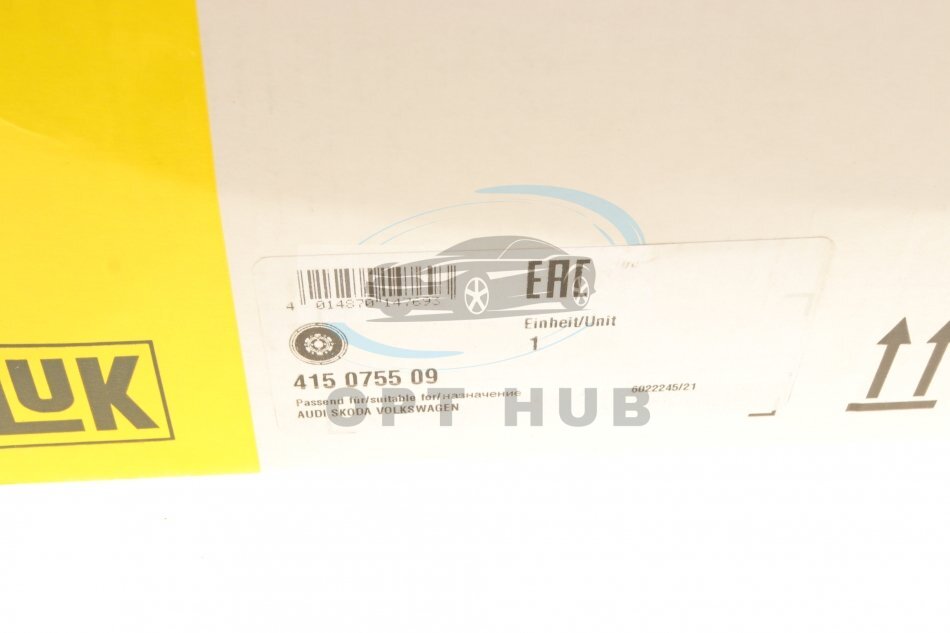 4 014870 147693
EAC
Einheit/Unit
1
415 0755 09
Passend für/suitable for/назначение
AUDI SKODA VOLKSWAGEN
6022245/21
LUK
OPT HUB